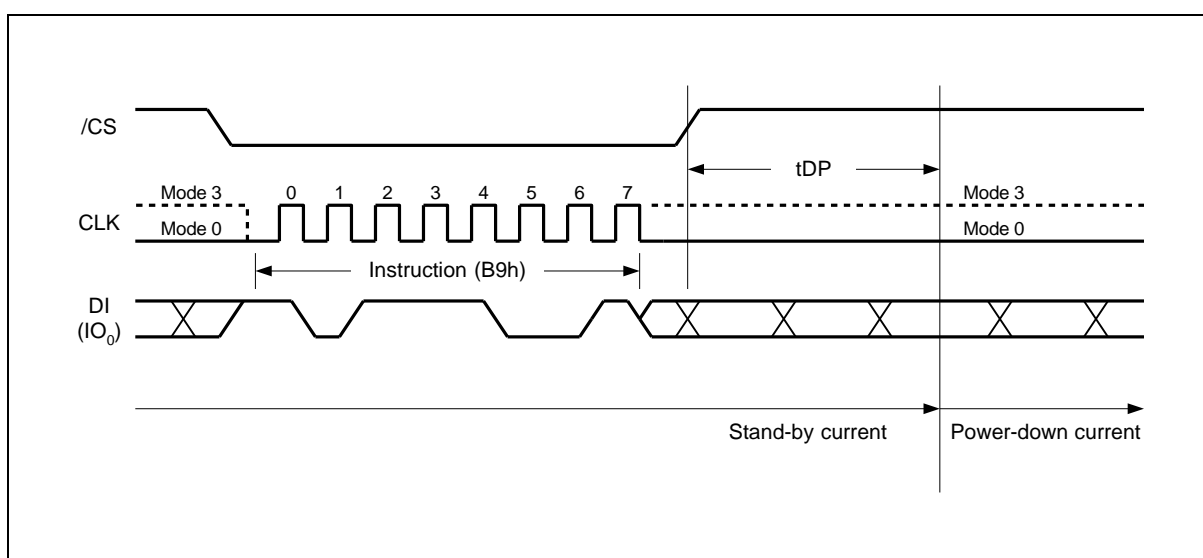 /CS
tDP
Mode 3 0 1 2 3 4 5 6 7 Mode 3
CLK
Mode 0 Mode 0
Instruction (B9h)
DI
(IO₀)
Stand-by current Power-down current